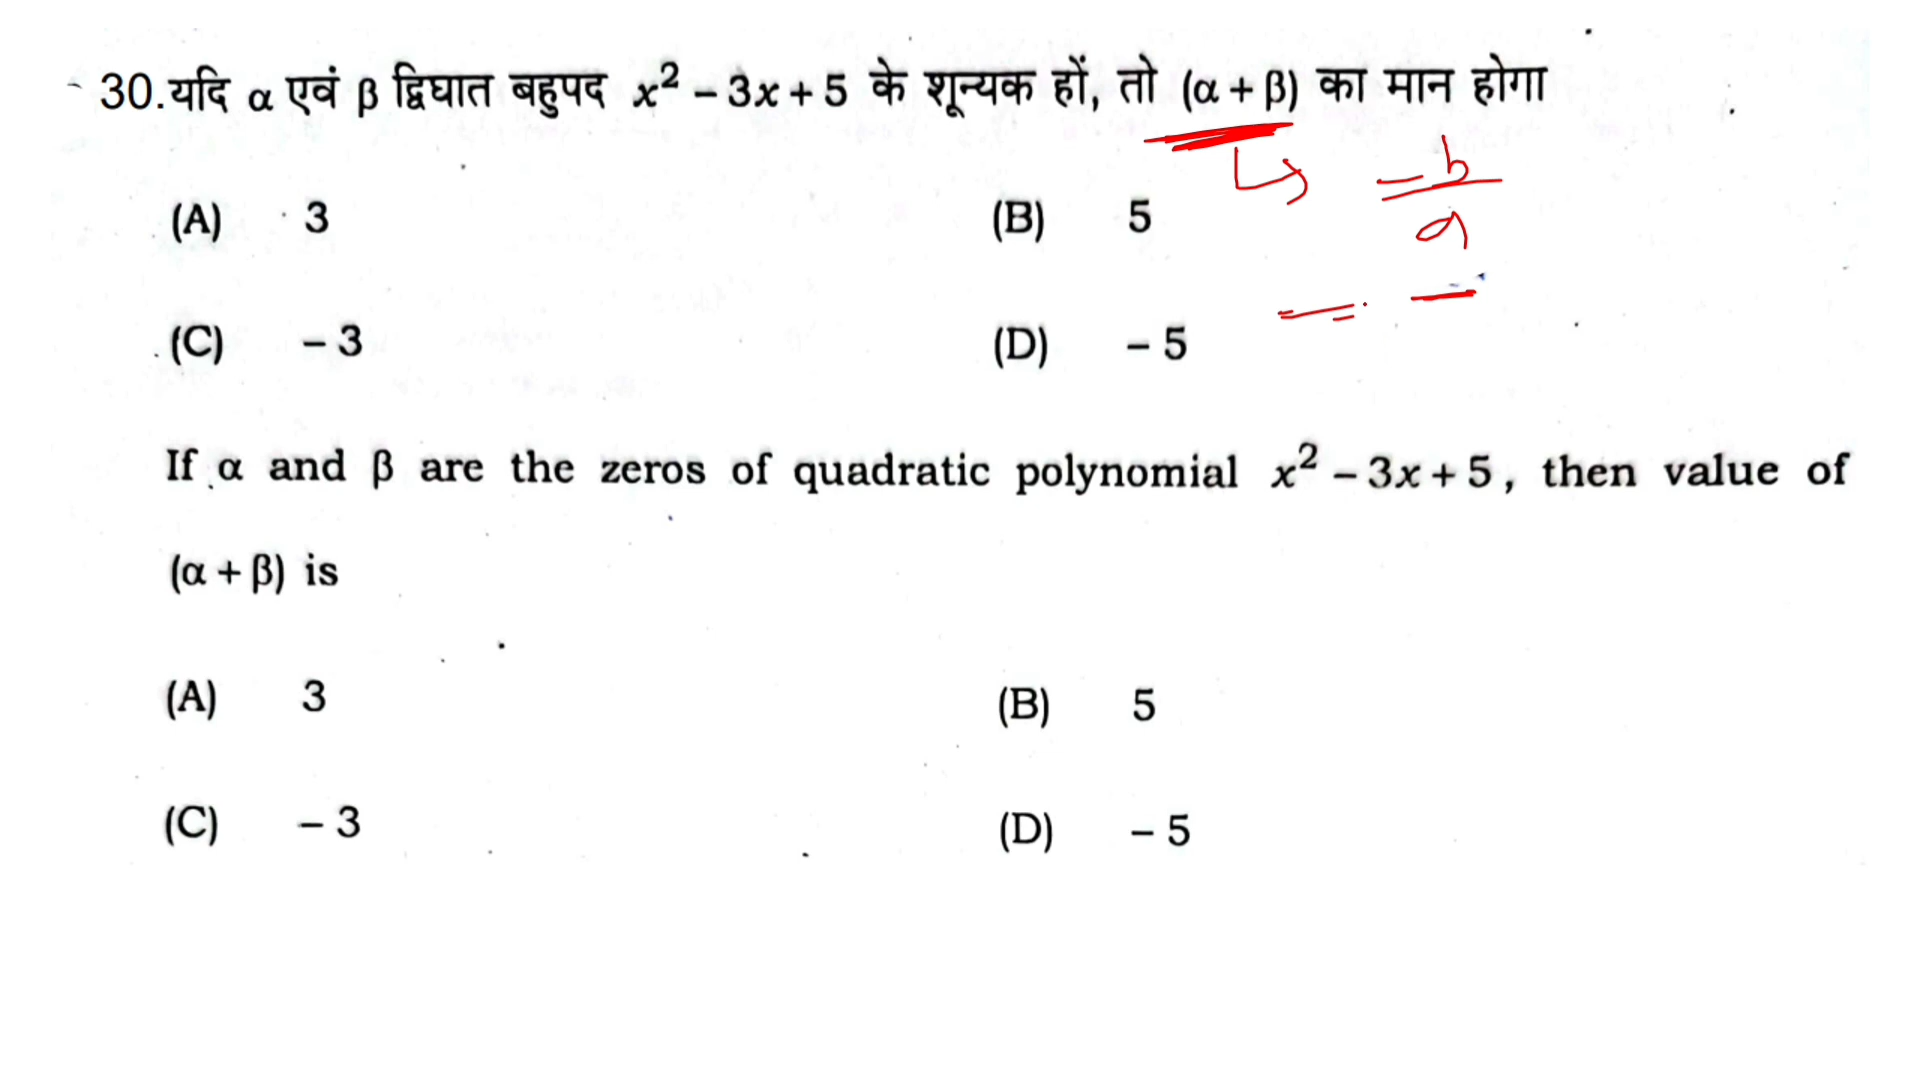 30. यदि α एवं β द्विघात बहुपद x² – 3x + 5 के शून्यक हों, तो (α + β) का मान होगा
–b/a
(A) 3 (B) 5
= –
(C) – 3 (D) – 5
If α and β are the zeros of quadratic polynomial x² – 3x + 5, then value of
(α + β) is
(A) 3 (B) 5
(C) – 3 (D) – 5